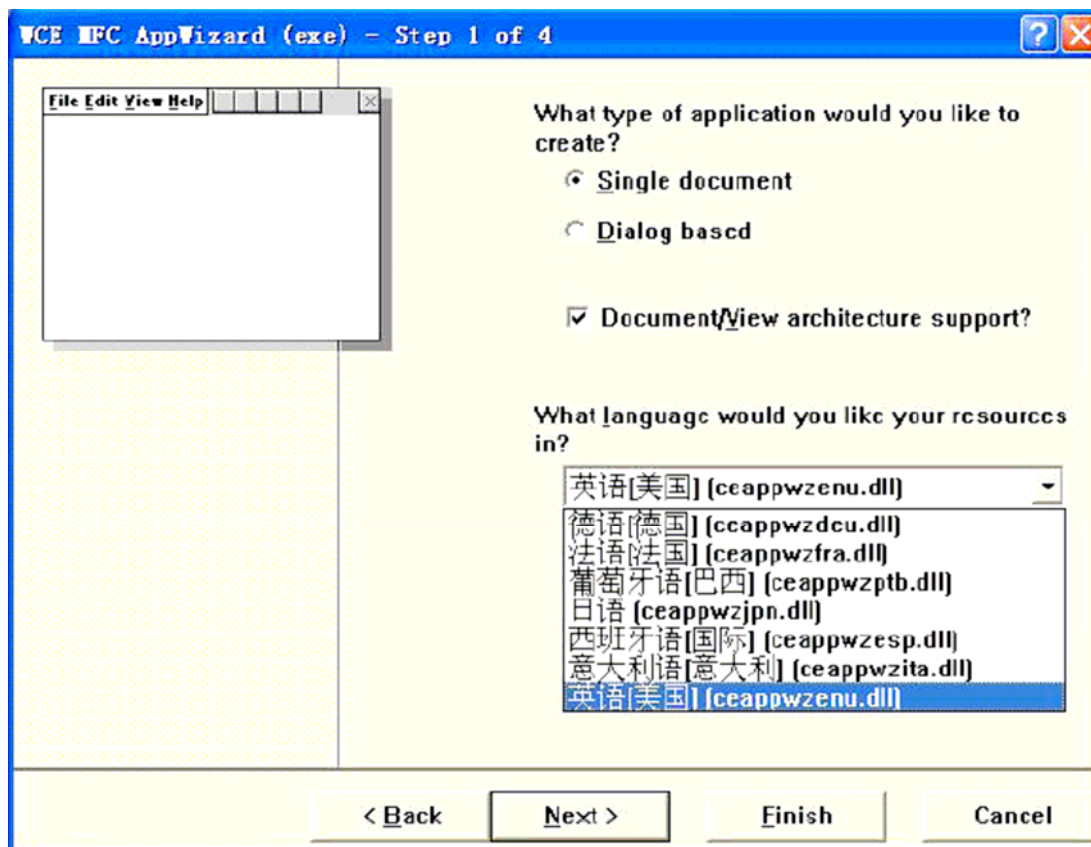 WCE MFC AppWizard (exe) - Step 1 of 4
File Edit View Help
What type of application would you like to
create?
Single document
Dialog based
Document/View architecture support?
What language would you like your resources
in?
英语[美国] (ceappwzenu.dll)
德语[德国] (ceappwzdeu.dll)
法语[法国] (ceappwzfra.dll)
葡萄牙语[巴西] (ceappwzptb.dll)
日语 (ceappwzjpn.dll)
西班牙语[国际] (ceappwzesp.dll)
意大利语[意大利] (ceappwzita.dll)
英语[美国] (ceappwzenu.dll)
< Back Next > Finish Cancel